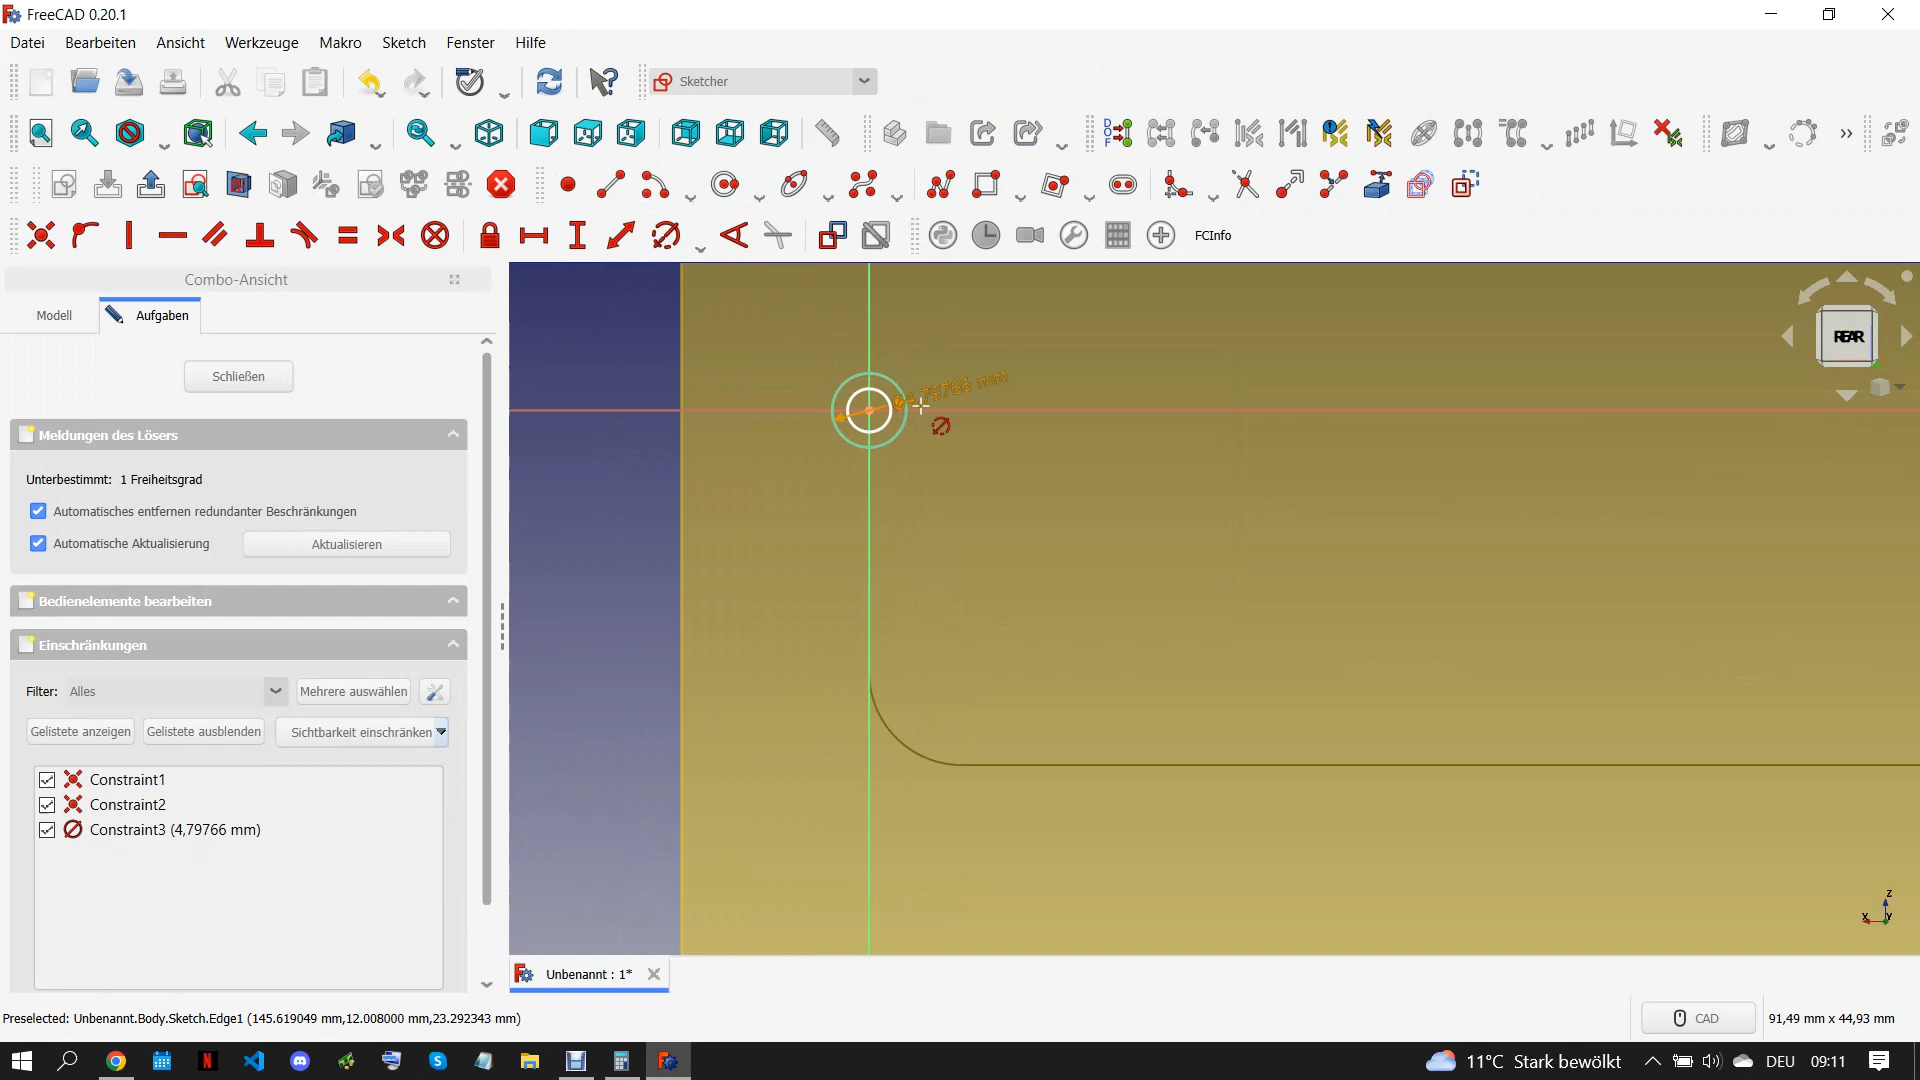 FreeCAD 0.20.1
Datei Bearbeiten Ansicht Werkzeuge Makro Sketch Fenster Hilfe
Sketcher
FCInfo
Combo-Ansicht
Modell Aufgaben
Schließen
Meldungen des Lösers
Unterbestimmt: 1 Freiheitsgrad
Automatisches entfernen redundanter Beschränkungen
Automatische Aktualisierung Aktualisieren
Bedienelemente bearbeiten
Einschränkungen
Filter: Alles Mehrere auswählen
Gelistete anzeigen Gelistete ausblenden Sichtbarkeit einschränken
Constraint1
Constraint2
Constraint3 (4,79766 mm)
REAR
Z
X Y
Unbenannt : 1*
Preselected: Unbenannt.Body.Sketch.Edge1 (145.619049 mm,12.008000 mm,23.292343 mm)
CAD 91,49 mm x 44,93 mm
11°C Stark bewölkt DEU 09:11